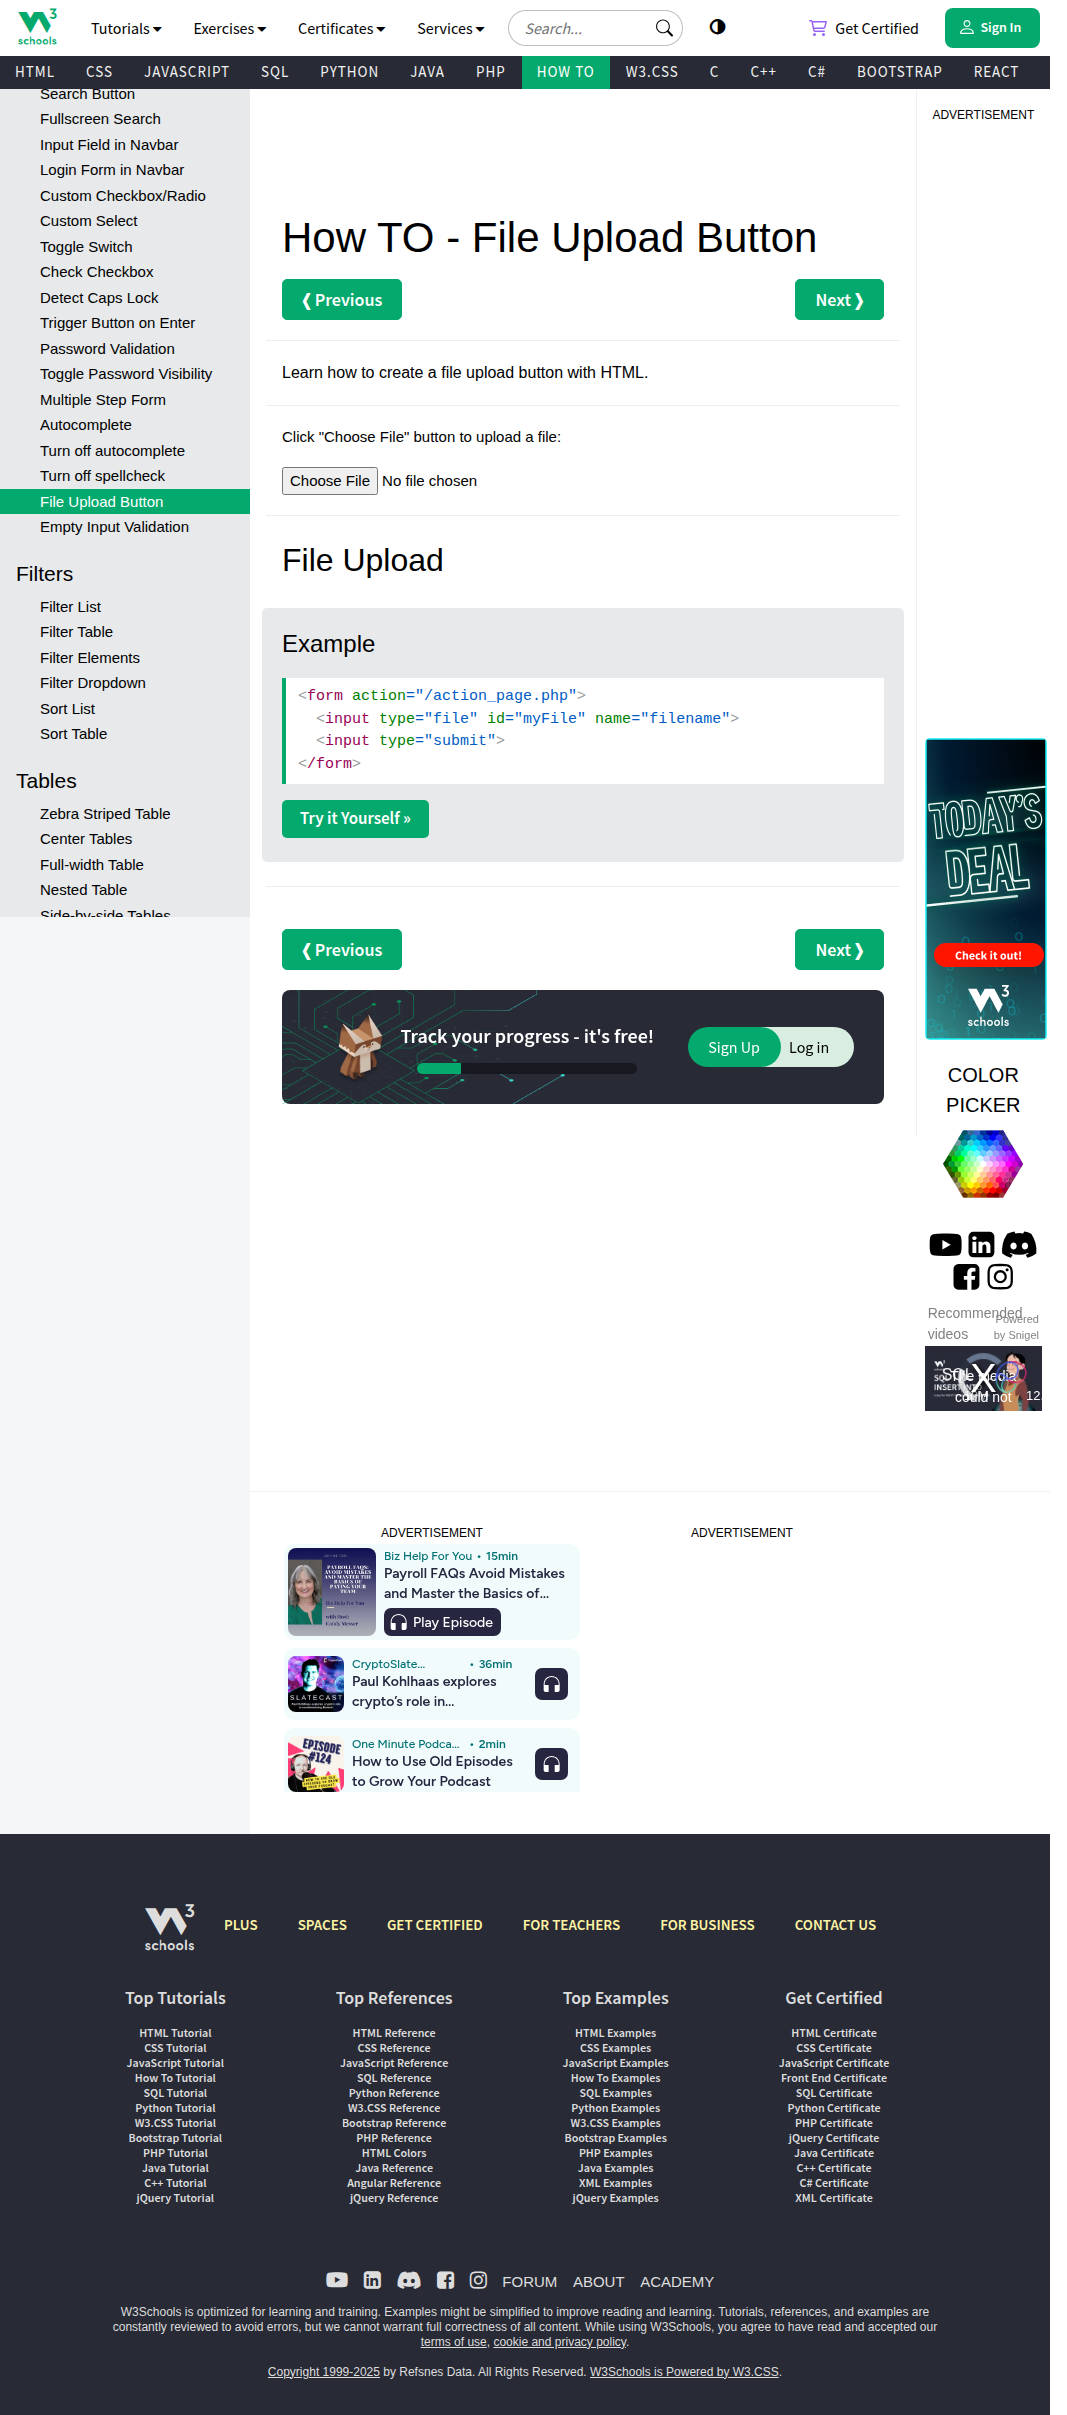 3
schools
Tutorials
Exercises
Certificates
Services
Search...
Get Certified
Sign In
HTML
CSS
JAVASCRIPT
SQL
PYTHON
JAVA
PHP
HOW TO
W3.CSS
C
C++
C#
BOOTSTRAP
REACT
Search Button
Fullscreen Search
Input Field in Navbar
Login Form in Navbar
Custom Checkbox/Radio
Custom Select
Toggle Switch
Check Checkbox
Detect Caps Lock
Trigger Button on Enter
Password Validation
Toggle Password Visibility
Multiple Step Form
Autocomplete
Turn off autocomplete
Turn off spellcheck
File Upload Button
Empty Input Validation
Filters
Filter List
Filter Table
Filter Elements
Filter Dropdown
Sort List
Sort Table
Tables
Zebra Striped Table
Center Tables
Full-width Table
Nested Table
Side-by-side Tables
How TO - File Upload Button
❮ Previous
Next ❯
Learn how to create a file upload button with HTML.
Click "Choose File" button to upload a file:
Choose File No file chosen
File Upload
Example
<form action="/action_page.php">
<input type="file" id="myFile" name="filename">
<input type="submit">
</form>
Try it Yourself »
❮ Previous
Next ❯
Track your progress - it's free!
Sign Up
Log in
ADVERTISEMENT
TODAY'S
DEAL
Check it out!
W3
schools
COLOR
PICKER
Recommended
videos
Powered
by Snigel
The media
could not
ADVERTISEMENT
ADVERTISEMENT
Biz Help For You • 15min
Payroll FAQs Avoid Mistakes
and Master the Basics of...
Play Episode
CryptoSlate... • 36min
Paul Kohlhaas explores
crypto's role in...
SLATECAST
One Minute Podca... • 2min
How to Use Old Episodes
to Grow Your Podcast
EPISODE
#124
W3
schools
PLUS
SPACES
GET CERTIFIED
FOR TEACHERS
FOR BUSINESS
CONTACT US
Top Tutorials
HTML Tutorial
CSS Tutorial
JavaScript Tutorial
How To Tutorial
SQL Tutorial
Python Tutorial
W3.CSS Tutorial
Bootstrap Tutorial
PHP Tutorial
Java Tutorial
C++ Tutorial
jQuery Tutorial
Top References
HTML Reference
CSS Reference
JavaScript Reference
SQL Reference
Python Reference
W3.CSS Reference
Bootstrap Reference
PHP Reference
HTML Colors
Java Reference
Angular Reference
jQuery Reference
Top Examples
HTML Examples
CSS Examples
JavaScript Examples
How To Examples
SQL Examples
Python Examples
W3.CSS Examples
Bootstrap Examples
PHP Examples
Java Examples
XML Examples
jQuery Examples
Get Certified
HTML Certificate
CSS Certificate
JavaScript Certificate
Front End Certificate
SQL Certificate
Python Certificate
PHP Certificate
jQuery Certificate
Java Certificate
C++ Certificate
C# Certificate
XML Certificate
FORUM
ABOUT
ACADEMY
W3Schools is optimized for learning and training. Examples might be simplified to improve reading and learning. Tutorials, references, and examples are
constantly reviewed to avoid errors, but we cannot warrant full correctness of all content. While using W3Schools, you agree to have read and accepted our
terms of use, cookie and privacy policy.
Copyright 1999-2025 by Refsnes Data. All Rights Reserved. W3Schools is Powered by W3.CSS.